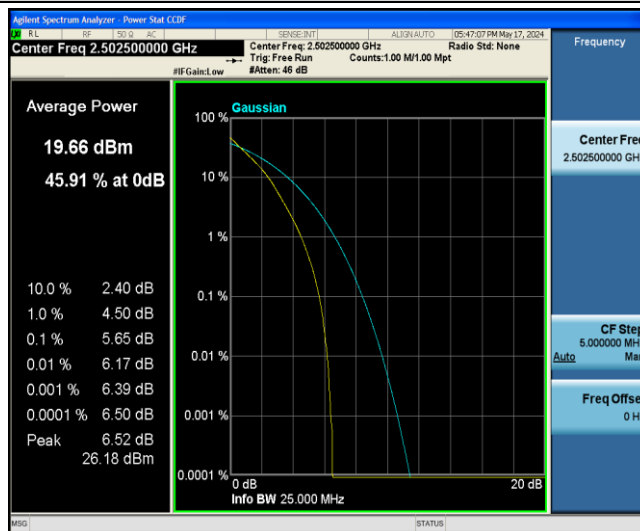 Agilent Spectrum Analyzer - Power Stat CCDF
RL RF 50 Ω AC SENSE:INT ALIGN AUTO 05:47:07 PM May 17, 2024
Center Freq 2.502500000 GHz
Center Freq: 2.502500000 GHz Radio Std: None
Trig: Free Run Counts:1.00 M/1.00 Mpt
#IFGain:Low #Atten: 46 dB
Frequency
Average Power
19.66 dBm
45.91 % at 0dB
10.0 % 2.40 dB
1.0 % 4.50 dB
0.1 % 5.65 dB
0.01 % 6.17 dB
0.001 % 6.39 dB
0.0001 % 6.50 dB
Peak 6.52 dB
26.18 dBm
Gaussian
100 %
10 %
1 %
0.1 %
0.01 %
0.001 %
0.0001 %
0 dB 20 dB
Info BW 25.000 MHz
Center Fre
2.502500000 GH
CF Step
5.000000 MH
Auto Ma
Freq Offse
0 H
MSG STATUS